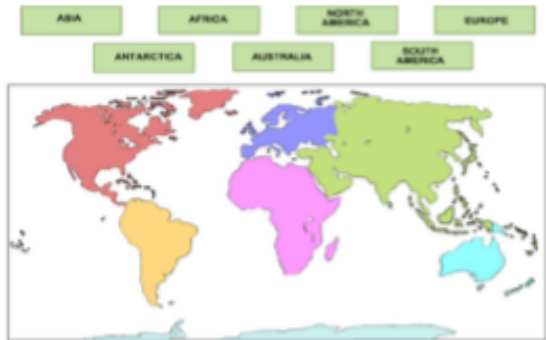 ASIA
AFRICA
NORTH
AMERICA
EUROPE
ANTARCTICA
AUSTRALIA
SOUTH
AMERICA